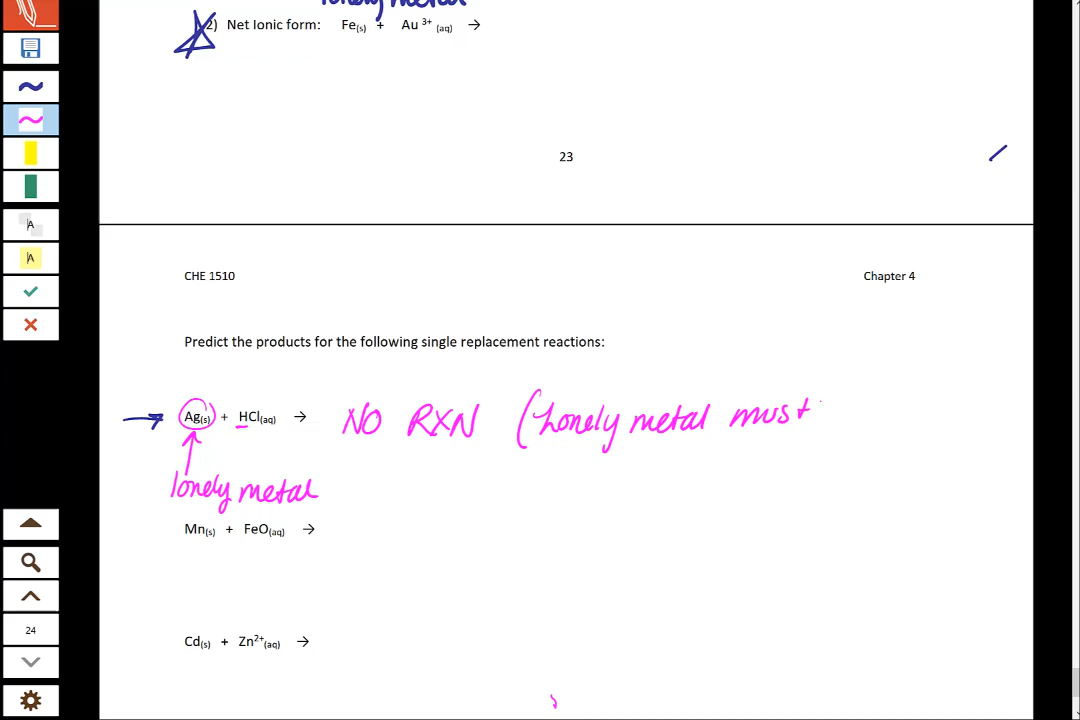 lonely metal
2) Net Ionic form: Fe(s) + Au 3+ (aq) →
23
CHE 1510 Chapter 4
Predict the products for the following single replacement reactions:
Ag(s) + HCl(aq) → NO RXN (Lonely metal must
lonely metal
Mn(s) + FeO(aq) →
Cd(s) + Zn2+(aq) →
A
A
24